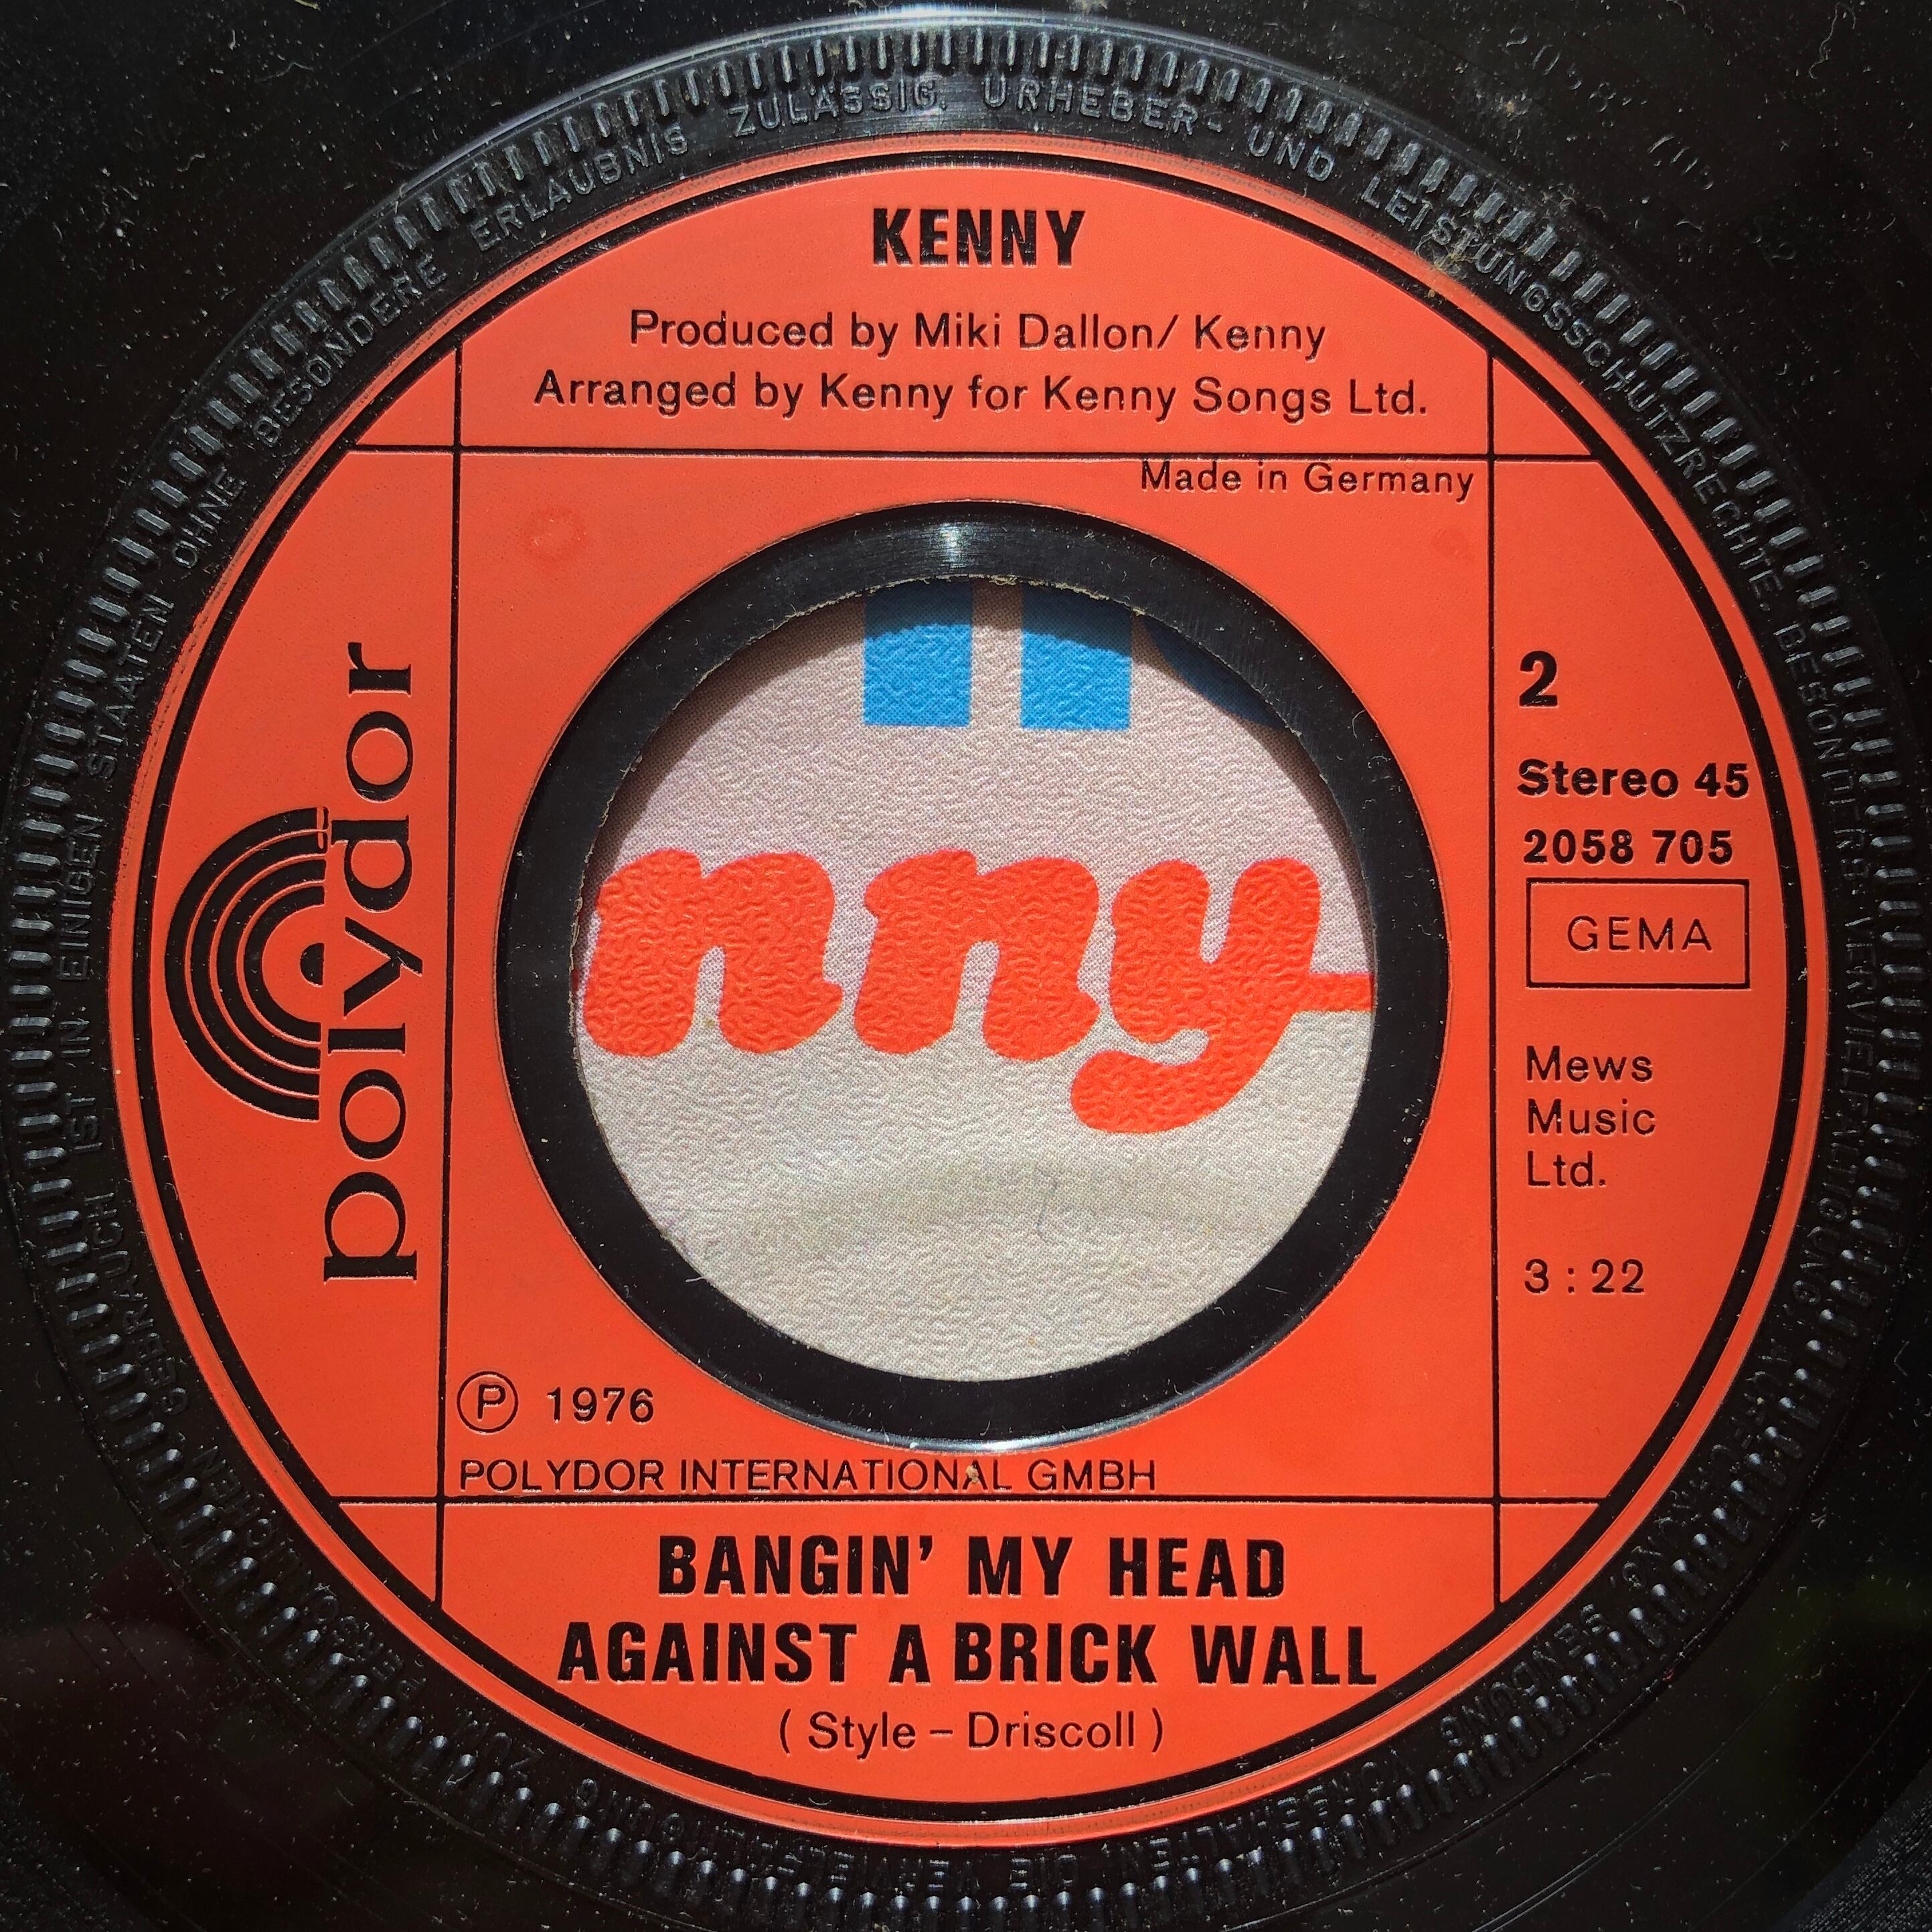 KENNY
Produced by Miki Dallon/ Kenny
Arranged by Kenny for Kenny Songs Ltd.
Made in Germany
polydor
nny
2
Stereo 45
2058 705
GEMA
Mews
Music
Ltd.
3 : 22
Ⓟ 1976
POLYDOR INTERNATIONAL GMBH
BANGIN' MY HEAD
AGAINST A BRICK WALL
( Style – Driscoll )
IST IN EINIGEN STAATEN OHNE BESONDERE ERLAUBNIS ZULÄSSIG. URHEBER- UND LEISTUNGSSCHUTZRECHTE, BESONDERS VERVIELFÄLTIGUNG